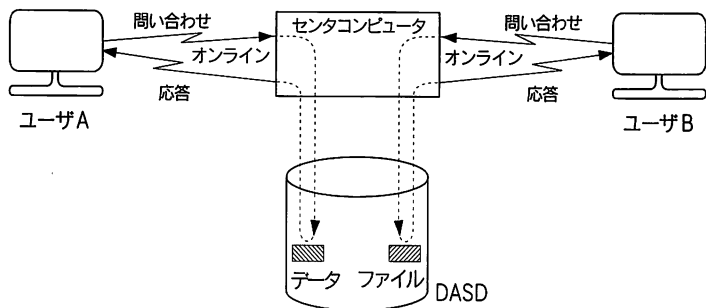 問い合わせ
センタコンピュータ
問い合わせ
オンライン
オンライン
応答
応答
ユーザA
ユーザB
データ
ファイル
DASD